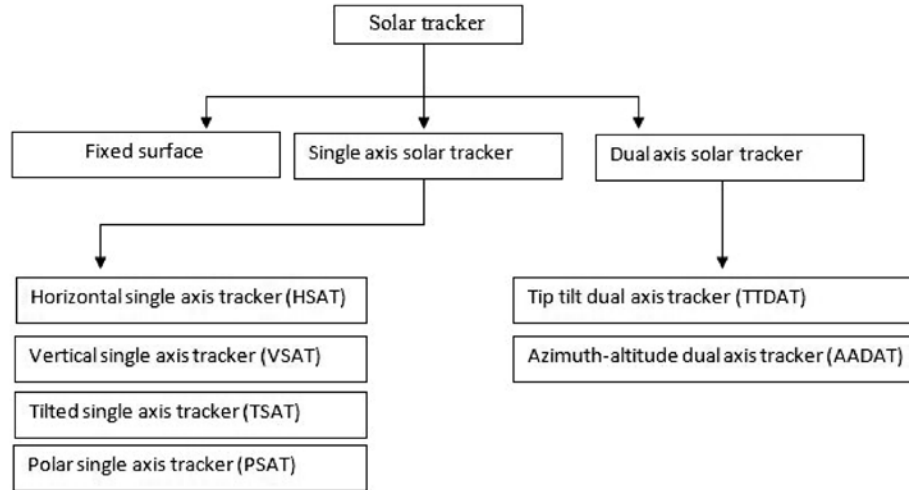 Solar tracker
Fixed surface
Single axis solar tracker
Dual axis solar tracker
Horizontal single axis tracker (HSAT)
Vertical single axis tracker (VSAT)
Tilted single axis tracker (TSAT)
Polar single axis tracker (PSAT)
Tip tilt dual axis tracker (TTDAT)
Azimuth-altitude dual axis tracker (AADAT)